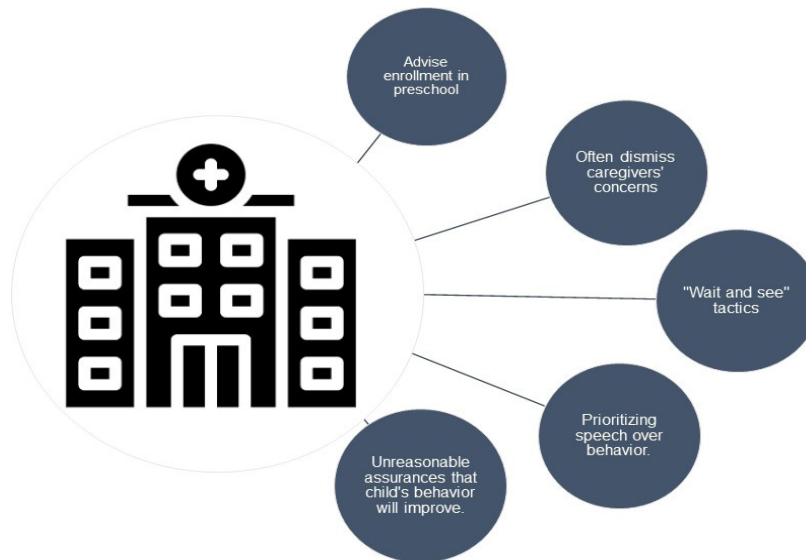 Advise
enrollment in
preschool
Often dismiss
caregivers'
concerns
"Wait and see"
tactics
Prioritizing
speech over
behavior.
Unreasonable
assurances that
child's behavior
will improve.